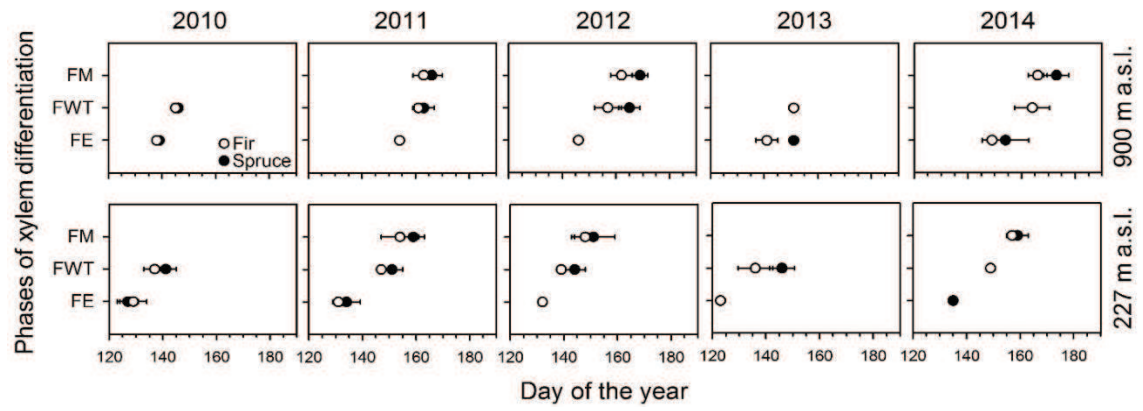 2010 2011 2012 2013 2014
Phases of xylem differentiation
FM
FWT
FE
Fir
Spruce
900 m a.s.l.
FM
FWT
FE
227 m a.s.l.
120 140 160 180 120 140 160 180 120 140 160 180 120 140 160 180 120 140 160 180
Day of the year